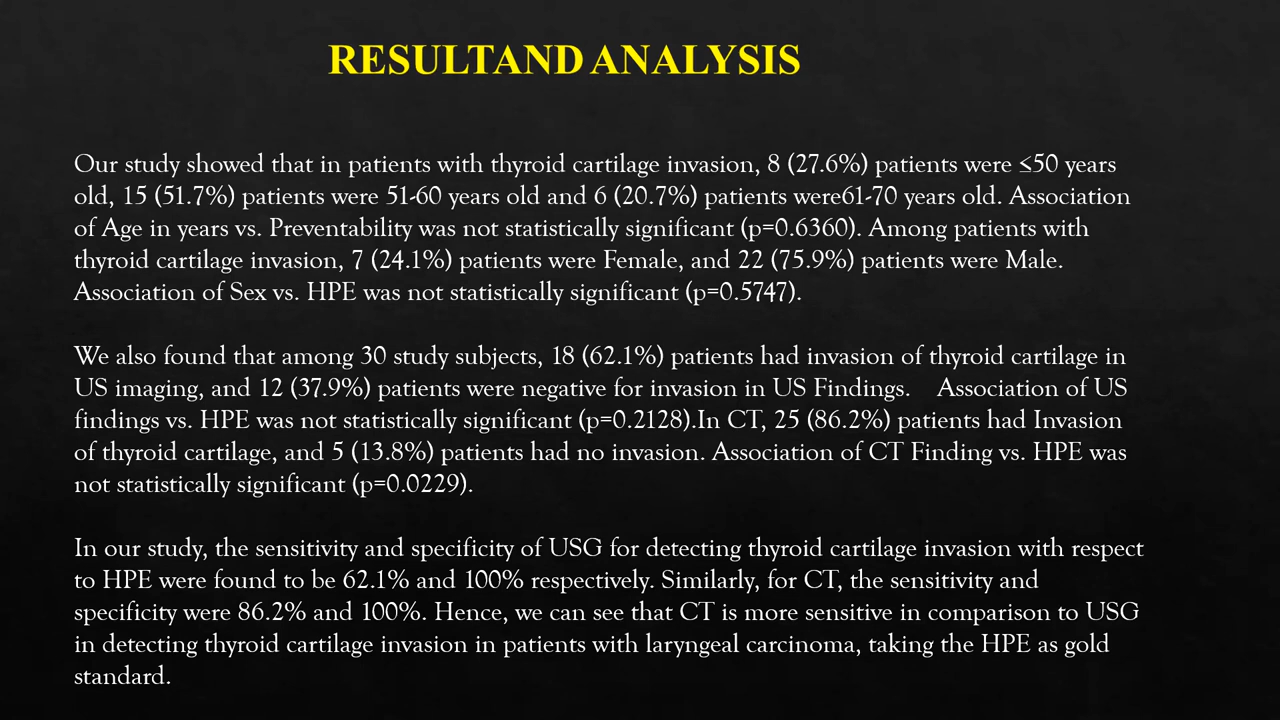 RESULTAND ANALYSIS
Our study showed that in patients with thyroid cartilage invasion, 8 (27.6%) patients were ≤50 years
old, 15 (51.7%) patients were 51-60 years old and 6 (20.7%) patients were61-70 years old. Association
of Age in years vs. Preventability was not statistically significant (p=0.6360). Among patients with
thyroid cartilage invasion, 7 (24.1%) patients were Female, and 22 (75.9%) patients were Male.
Association of Sex vs. HPE was not statistically significant (p=0.5747).
We also found that among 30 study subjects, 18 (62.1%) patients had invasion of thyroid cartilage in
US imaging, and 12 (37.9%) patients were negative for invasion in US Findings. Association of US
findings vs. HPE was not statistically significant (p=0.2128).In CT, 25 (86.2%) patients had Invasion
of thyroid cartilage, and 5 (13.8%) patients had no invasion. Association of CT Finding vs. HPE was
not statistically significant (p=0.0229).
In our study, the sensitivity and specificity of USG for detecting thyroid cartilage invasion with respect
to HPE were found to be 62.1% and 100% respectively. Similarly, for CT, the sensitivity and
specificity were 86.2% and 100%. Hence, we can see that CT is more sensitive in comparison to USG
in detecting thyroid cartilage invasion in patients with laryngeal carcinoma, taking the HPE as gold
standard.